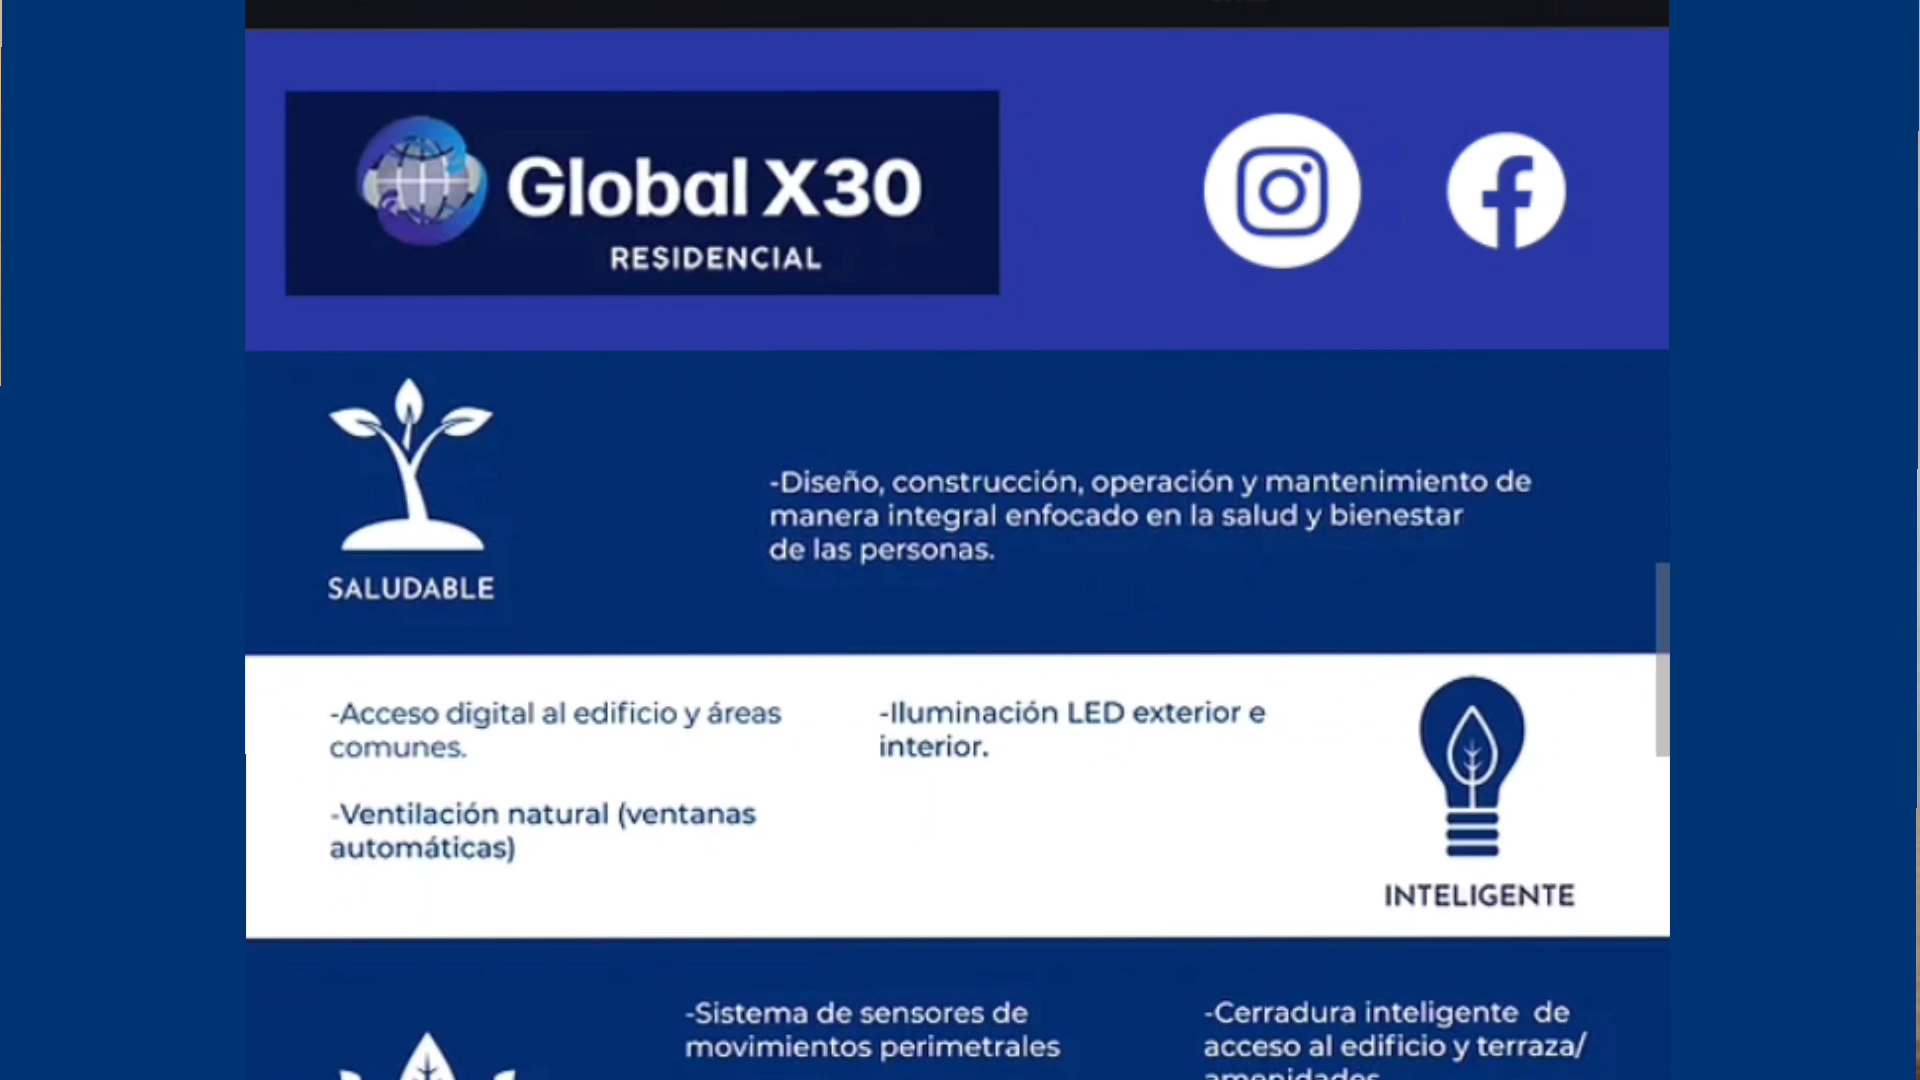 Global X30
RESIDENCIAL
SALUDABLE
-Diseño, construcción, operación y mantenimiento de
manera integral enfocado en la salud y bienestar
de las personas.
-Acceso digital al edificio y áreas
comunes.
-Ventilación natural (ventanas
automáticas)
-Iluminación LED exterior e
interior.
INTELIGENTE
-Sistema de sensores de
movimientos perimetrales
-Cerradura inteligente de
acceso al edificio y terraza/
amenidades